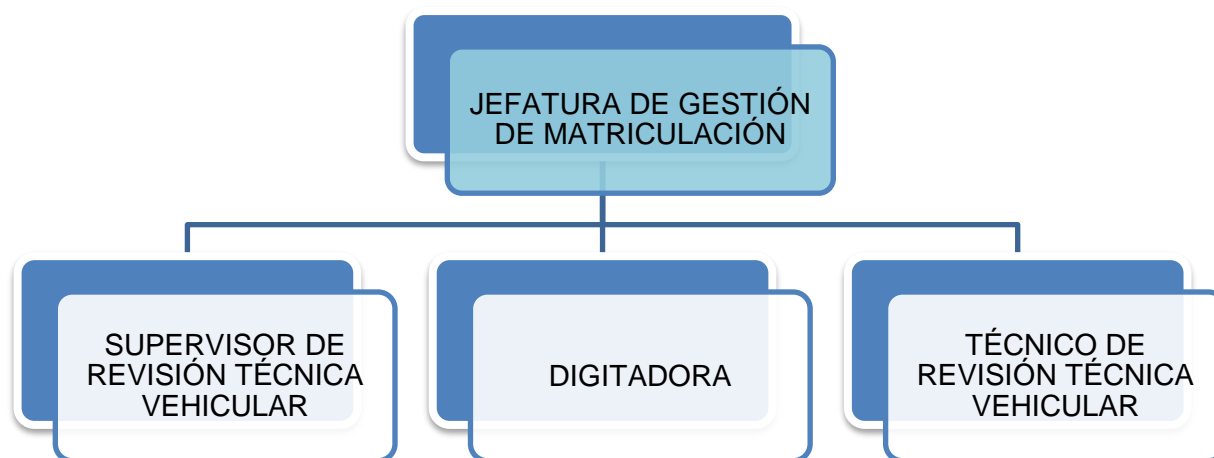 JEFATURA DE GESTIÓN
DE MATRICULACIÓN
SUPERVISOR DE
REVISIÓN TÉCNICA
VEHICULAR
DIGITADORA
TÉCNICO DE
REVISIÓN TÉCNICA
VEHICULAR